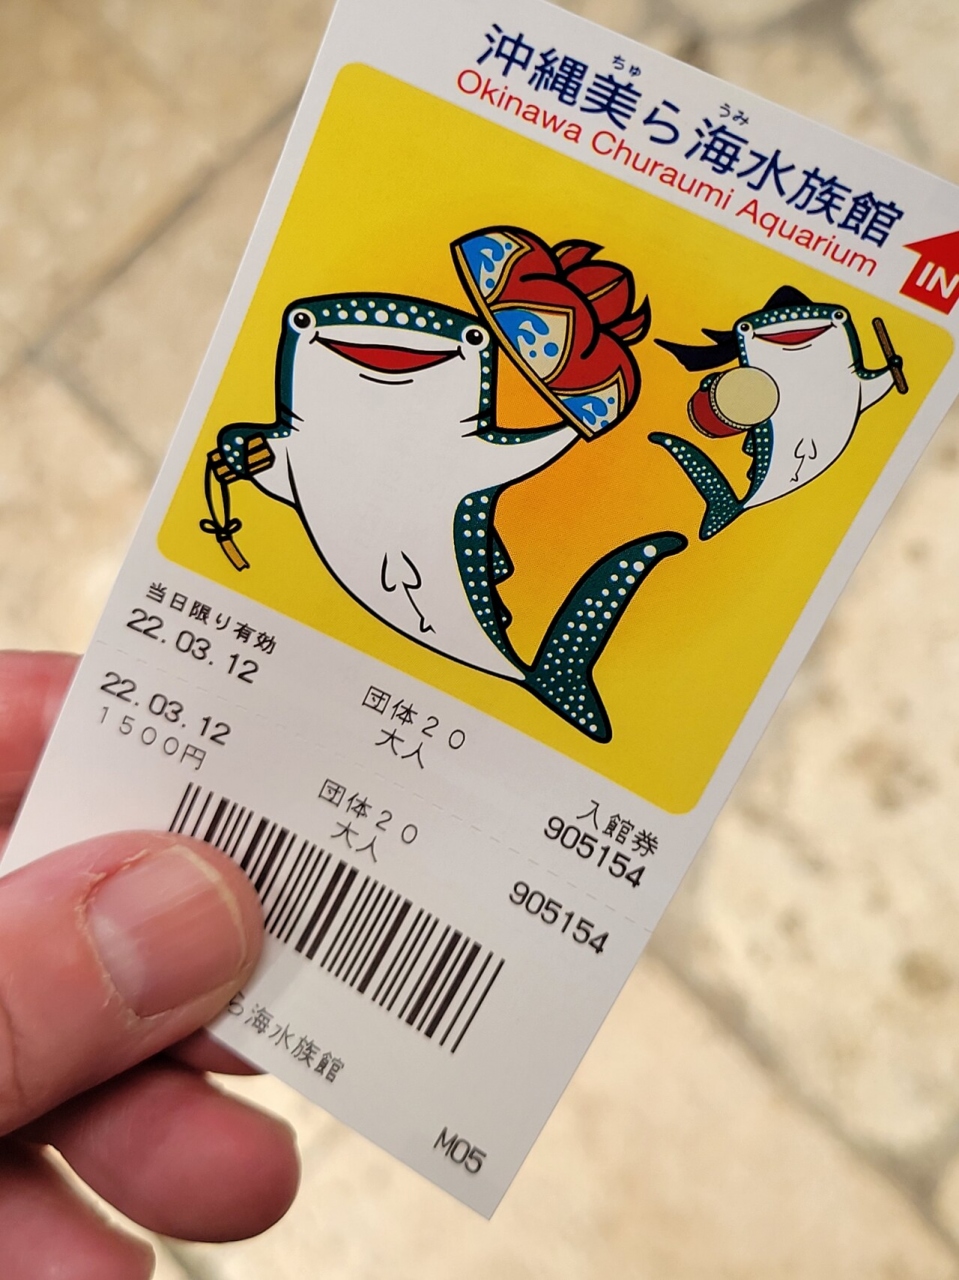 ちゅ うみ
沖縄美ら海水族館
Okinawa Churaumi Aquarium
IN
当日限り有効
22.03.12
団体20
大人
入館券
905154
22.03.12
1500円
団体20
大人
905154
ら海水族館
M05